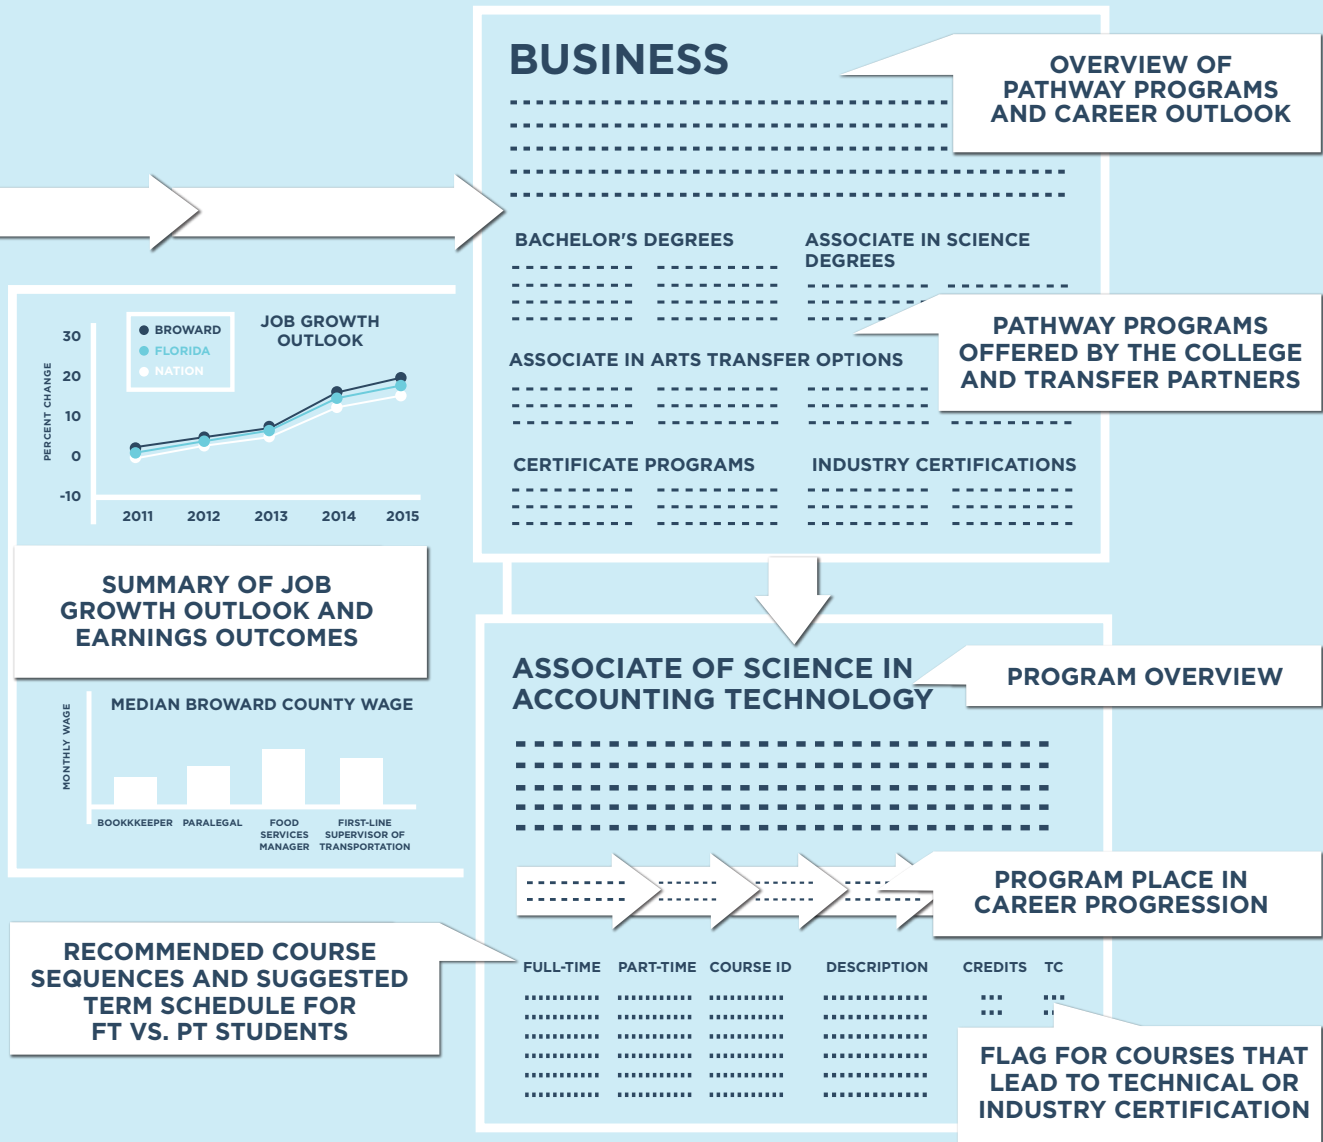 BUSINESS
OVERVIEW OF
PATHWAY PROGRAMS
AND CAREER OUTLOOK
BACHELOR'S DEGREES
ASSOCIATE IN SCIENCE
DEGREES
PATHWAY PROGRAMS
OFFERED BY THE COLLEGE
AND TRANSFER PARTNERS
ASSOCIATE IN ARTS TRANSFER OPTIONS
CERTIFICATE PROGRAMS
INDUSTRY CERTIFICATIONS
JOB GROWTH
OUTLOOK
BROWARD
FLORIDA
NATION
PERCENT CHANGE
30
20
10
0
-10
2011 2012 2013 2014 2015
SUMMARY OF JOB
GROWTH OUTLOOK AND
EARNINGS OUTCOMES
MEDIAN BROWARD COUNTY WAGE
MONTHLY WAGE
BOOKKKEEPER
PARALEGAL
FOOD
SERVICES
MANAGER
FIRST-LINE
SUPERVISOR OF
TRANSPORTATION
ASSOCIATE OF SCIENCE IN
ACCOUNTING TECHNOLOGY
PROGRAM OVERVIEW
PROGRAM PLACE IN
CAREER PROGRESSION
RECOMMENDED COURSE
SEQUENCES AND SUGGESTED
TERM SCHEDULE FOR
FT VS. PT STUDENTS
FULL-TIME PART-TIME COURSE ID DESCRIPTION CREDITS TC
FLAG FOR COURSES THAT
LEAD TO TECHNICAL OR
INDUSTRY CERTIFICATION